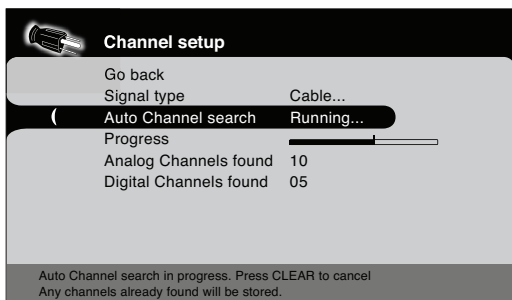 Channel setup
Go back
Signal type Cable...
Auto Channel search Running...
Progress
Analog Channels found 10
Digital Channels found 05
Auto Channel search in progress. Press CLEAR to cancel
Any channels already found will be stored.